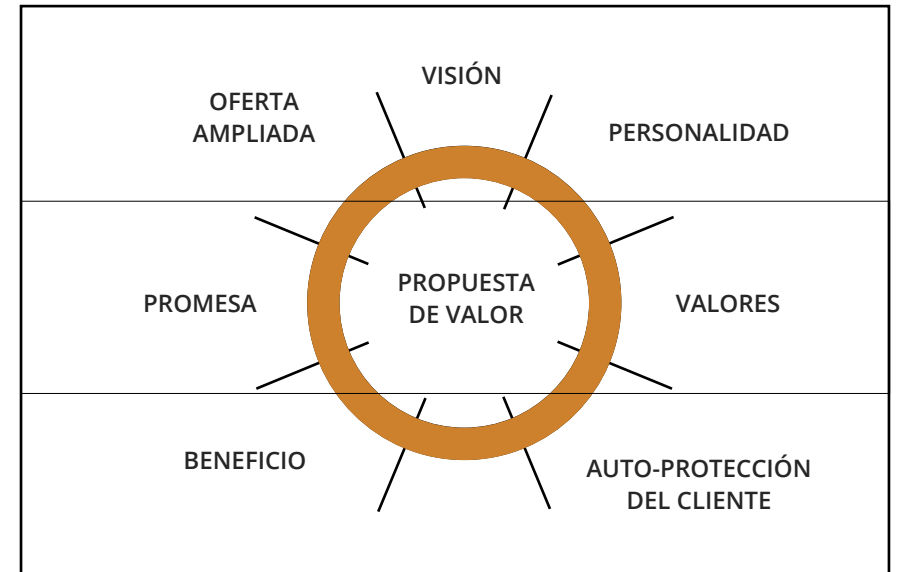 VISIÓN
OFERTA
AMPLIADA
PERSONALIDAD
PROMESA
PROPUESTA
DE VALOR
VALORES
BENEFICIO
AUTO-PROTECCIÓN
DEL CLIENTE